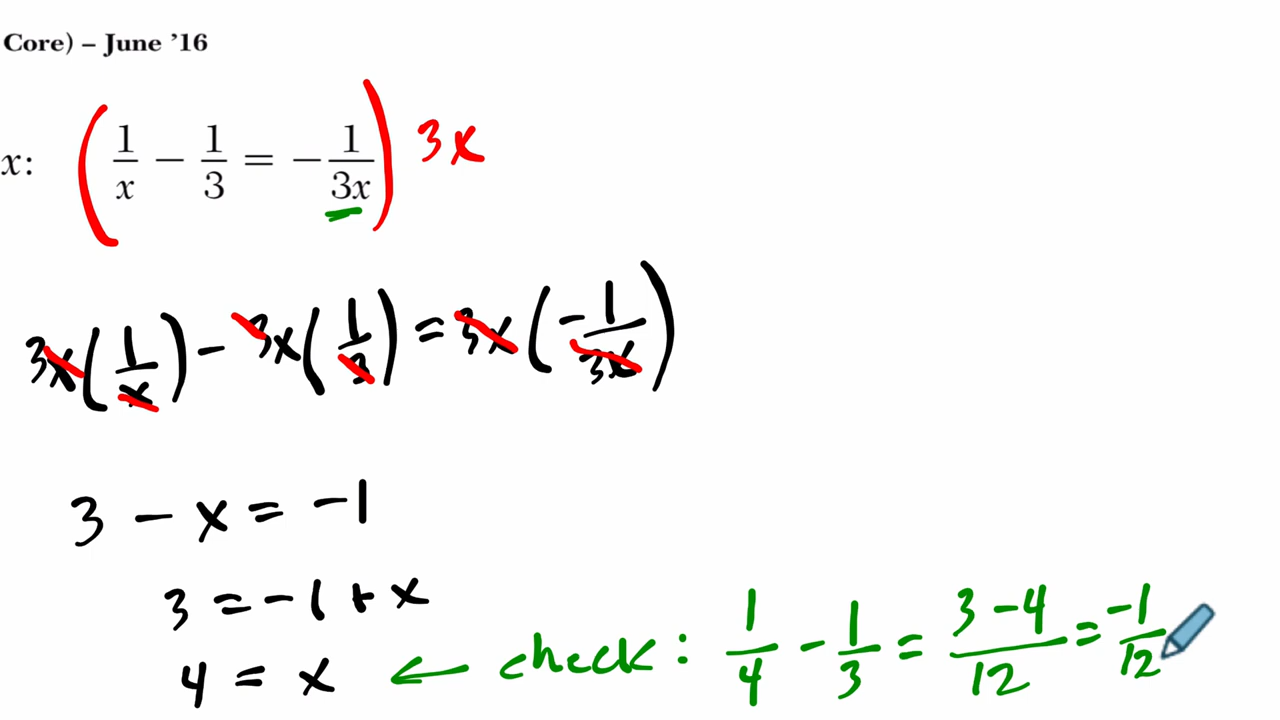 Core) – June ’16
x: (1/x − 1/3 = −1/3x) 3x
3x(1/x) − 3x(1/3) = 3x(−1/3x)
3 − x = −1
3 = −1 + x
4 = x ← check: 1/4 − 1/3 = 3−4/12 = −1/12